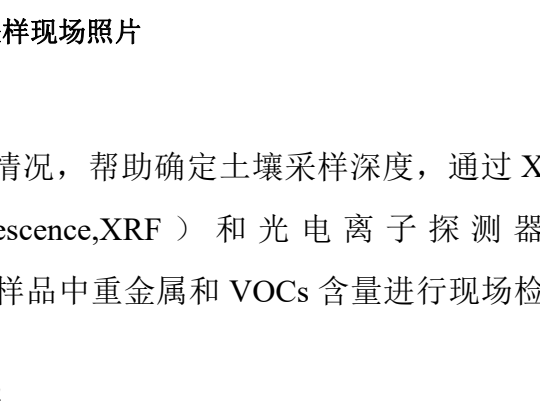 样现场照片
情况，帮助确定土壤采样深度，通过 X
escence,XRF ）和光电离子探测器
样品中重金属和 VOCs 含量进行现场检